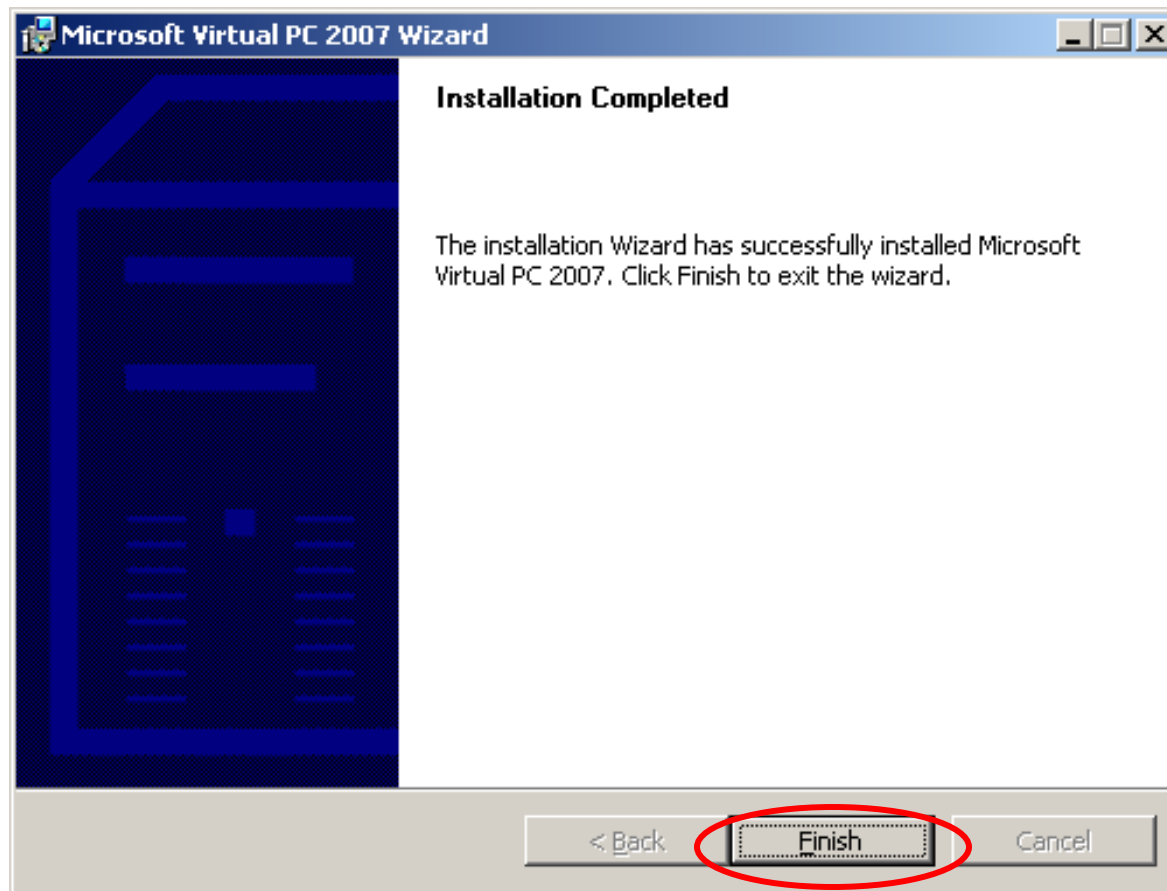 Microsoft Virtual PC 2007 Wizard
Installation Completed
The installation Wizard has successfully installed Microsoft
Virtual PC 2007. Click Finish to exit the wizard.
< Back
Finish
Cancel